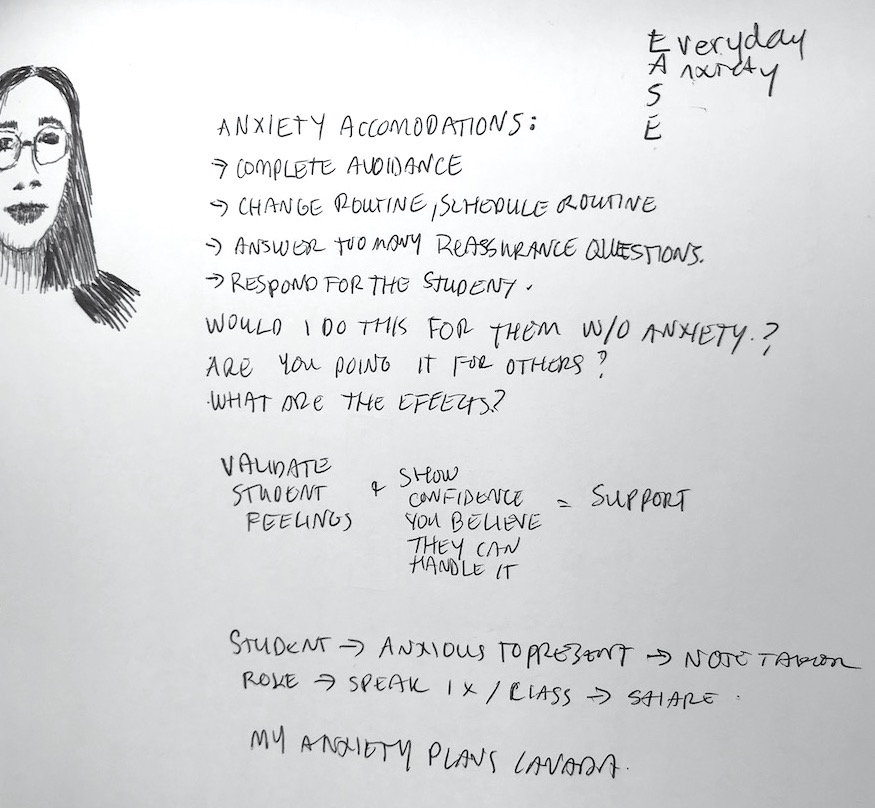 Everyday
Anxiety
S
E
ANXIETY ACCOMODATIONS:
→ COMPLETE AVOIDANCE
→ CHANGE ROUTINE, SCHEDULE ROUTINE
→ ANSWER TOO MANY REASSURANCE QUESTIONS.
→ RESPOND FOR THE STUDENT.
WOULD I DO THIS FOR THEM W/O ANXIETY.?
ARE YOU DOING IT FOR OTHERS?
WHAT ARE THE EFFECTS?
VALIDATE
STUDENT
FEELINGS
+ SHOW
CONFIDENCE
YOU BELIEVE
THEY CAN
HANDLE IT
= SUPPORT
STUDENT → ANXIOUS TO PRESENT → NOTE TAKER
ROLE → SPEAK 1X/CLASS → SHARE.
MY ANXIETY PLANS CANADA.